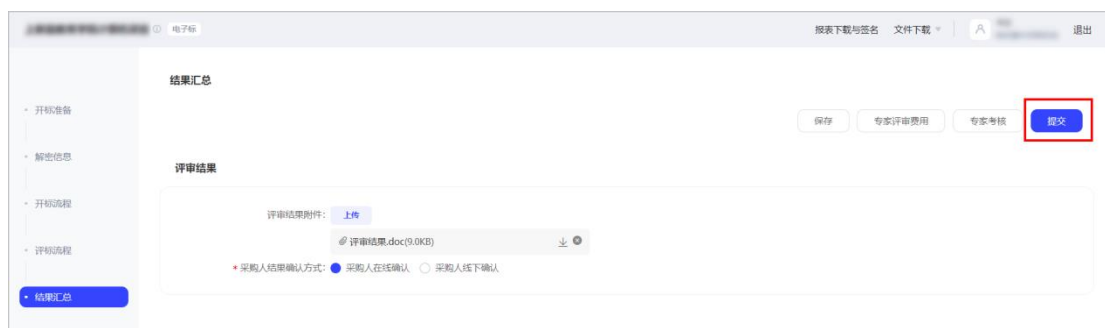 电子标 报表下载与签名 文件下载 退出
结果汇总
开标准备
保存 专家评审费用 专家考核 提交
解密信息
评审结果
开标流程
评审结果附件: 上传
评审结果.doc(9.0KB)
评标流程
* 采购人结果确认方式: 采购人在线确认 采购人线下确认
结果汇总